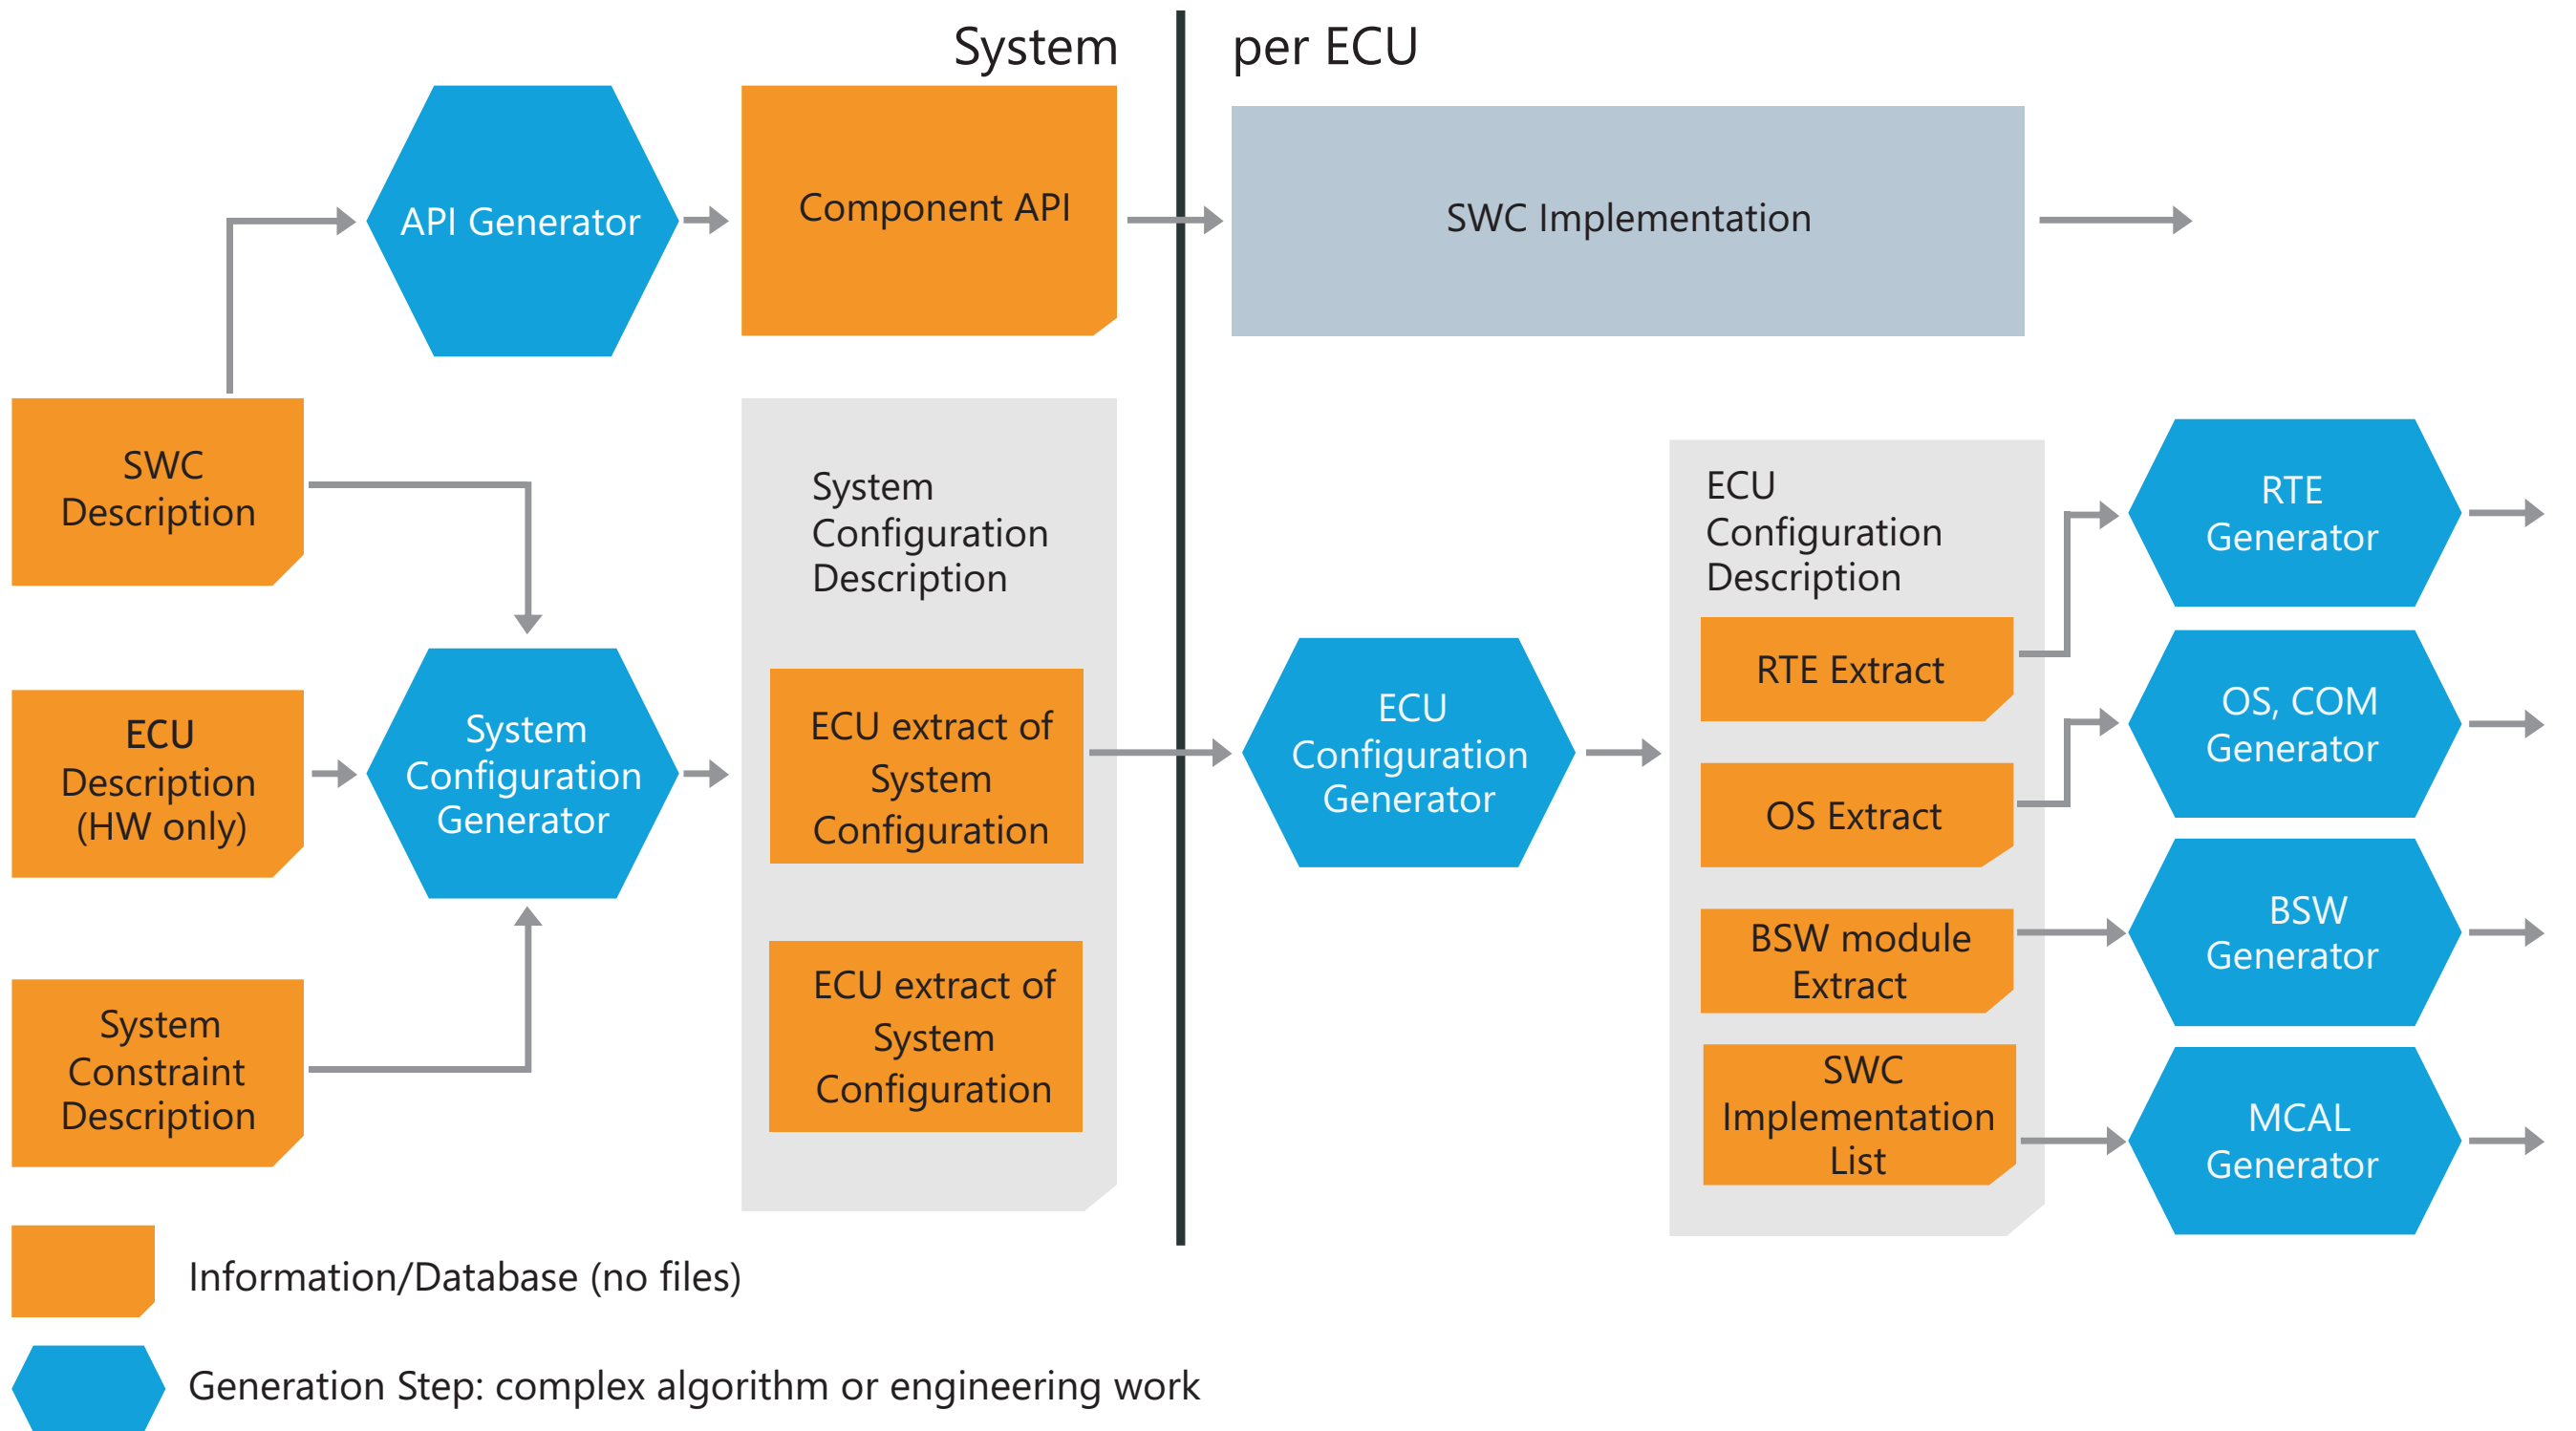 System
per ECU
API Generator
Component API
SWC Implementation
SWC
Description
ECU
Description
(HW only)
System
Constraint
Description
System
Configuration
Generator
System
Configuration
Description
ECU extract of
System
Configuration
ECU extract of
System
Configuration
ECU
Configuration
Generator
ECU
Configuration
Description
RTE Extract
OS Extract
BSW module
Extract
SWC
Implementation
List
RTE
Generator
OS, COM
Generator
BSW
Generator
MCAL
Generator
Information/Database (no files)
Generation Step: complex algorithm or engineering work